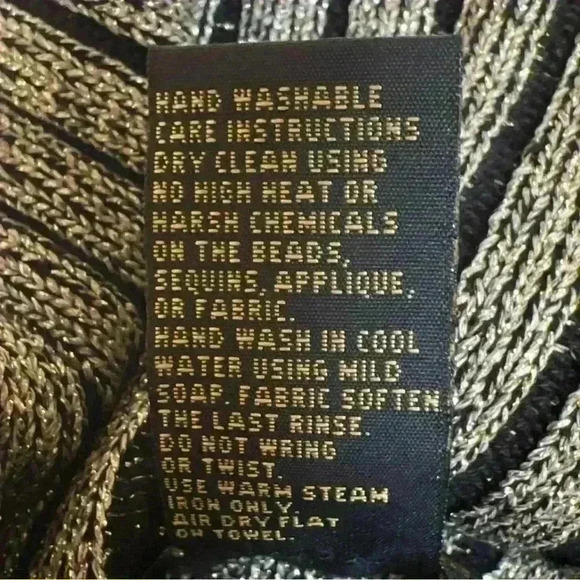 HAND WASHABLE
CARE INSTRUCTIONS
DRY CLEAN USING
NO HIGH HEAT OR
HARSH CHEMICALS
ON THE BEADS,
SEQUINS, APPLIQUE,
OR FABRIC.
HAND WASH IN COOL
WATER USING MILD
SOAP. FABRIC SOFTEN
THE LAST RINSE.
DO NOT WRING
OR TWIST.
USE WARM STEAM
IRON ONLY.
AIR DRY FLAT
ON TOWEL.